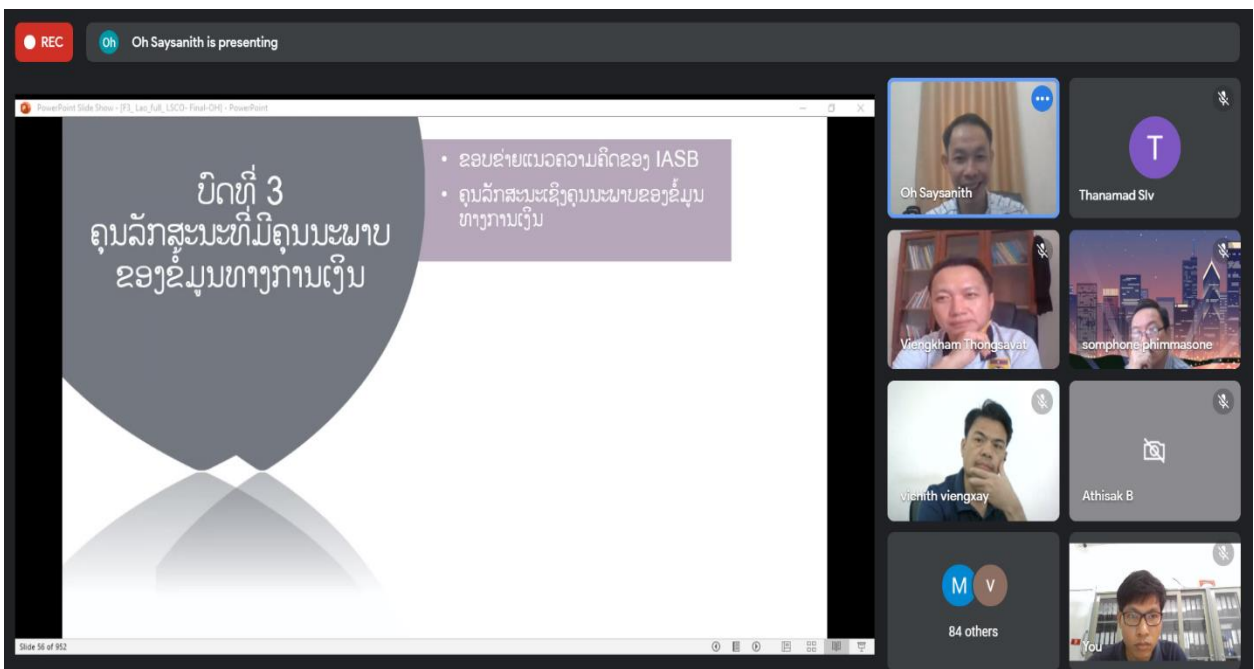 REC
Oh
Oh Saysanith is presenting
PowerPoint Slide Show - [F3_Lao_full_LSCO- Final-OH] - PowerPoint
ບົດທີ່ 3
ຄຸນລັກສະນະທີ່ມີຄຸນນະພາບ
ຂອງຂໍ້ມູນທາງການເງິນ
• ຂອບຂ່າຍແນວຄວາມຄິດຂອງ IASB
• ຄຸນລັກສະນະເຊິງຄຸນນະພາບຂອງຂໍ້ມູນ
ທາງການເງິນ
Slide 56 of 952
Oh Saysanith
T
Thanamad Slv
Viengkham Thongsavat
somphone phimmasone
vichith viengxay
Athisak B
M
V
84 others
You